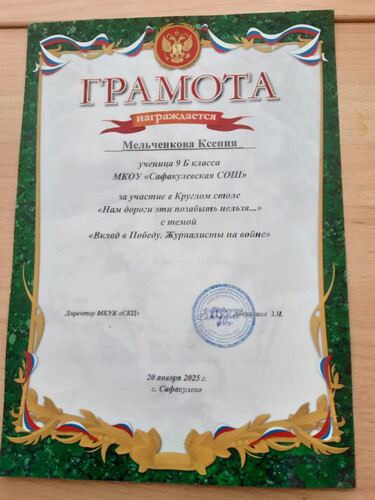 ГРАМОТА
награждается
Мельченкова Ксения
ученица 9 Б класса
МКОУ «Сафакулевская СОШ»
за участие в Круглом столе
«Нам дороги эти позабыть нельзя...»
с темой
«Вклад в Победу. Журналисты на войне»
Директор МКУК «СКЦ» З.Н.
20 января 2025 г.
с. Сафакулево